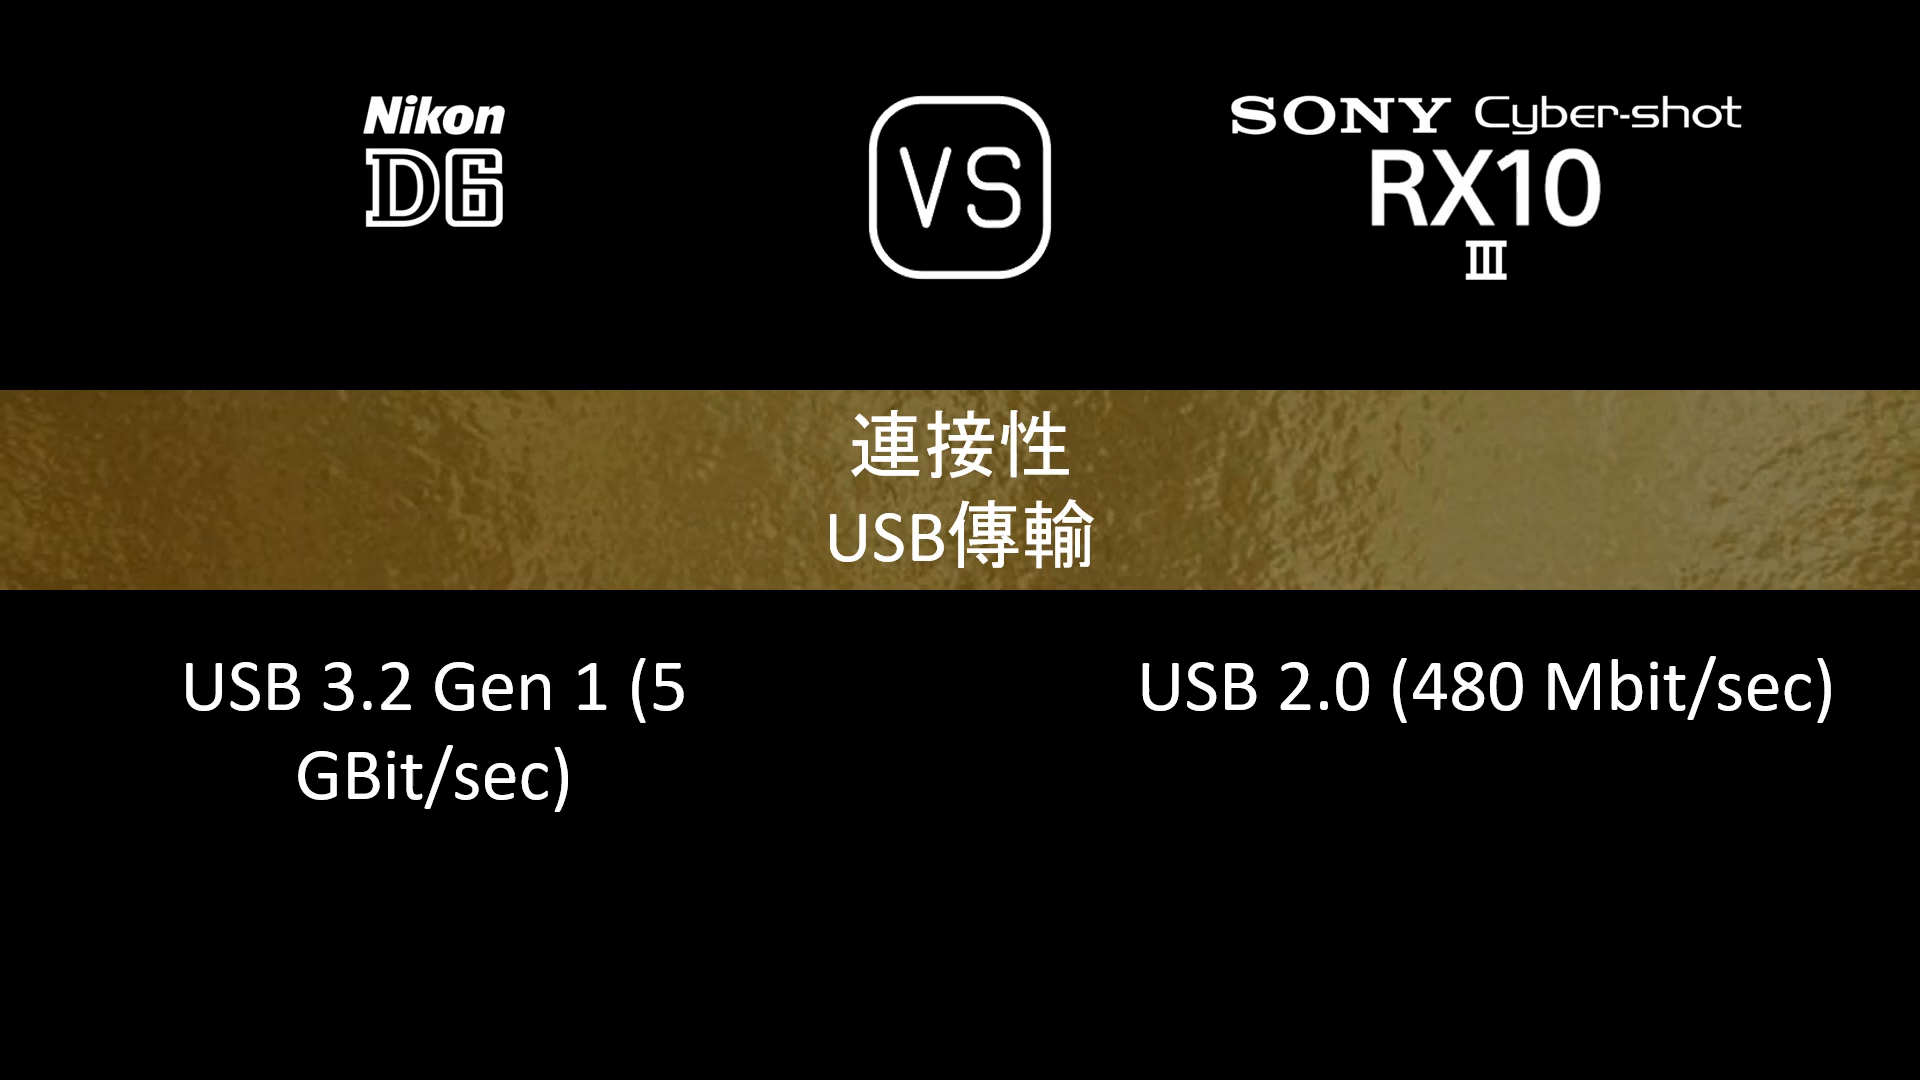 Nikon
D6
VS
SONY Cyber-shot
RX10
III
連接性
USB傳輸
USB 3.2 Gen 1 (5
GBit/sec)
USB 2.0 (480 Mbit/sec)